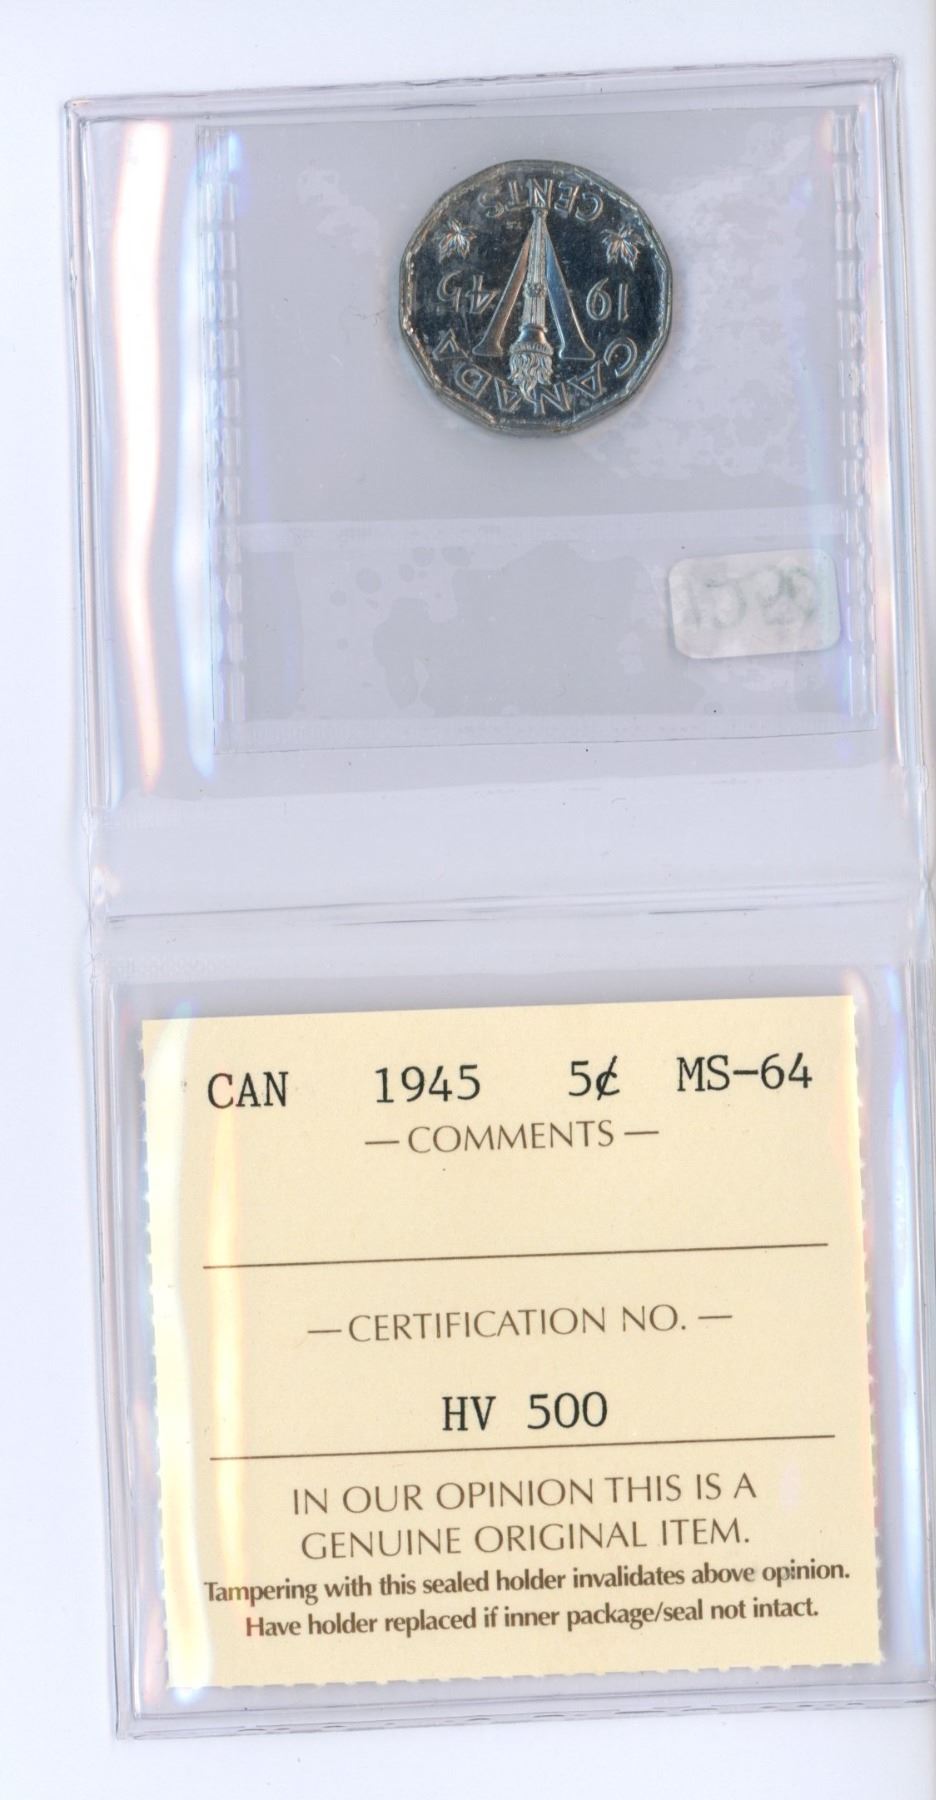 CENTS
19 45
CANADA
CAN 1945 5¢ MS-64
— COMMENTS —
— CERTIFICATION NO. —
HV 500
IN OUR OPINION THIS IS A
GENUINE ORIGINAL ITEM.
Tampering with this sealed holder invalidates above opinion.
Have holder replaced if inner package/seal not intact.